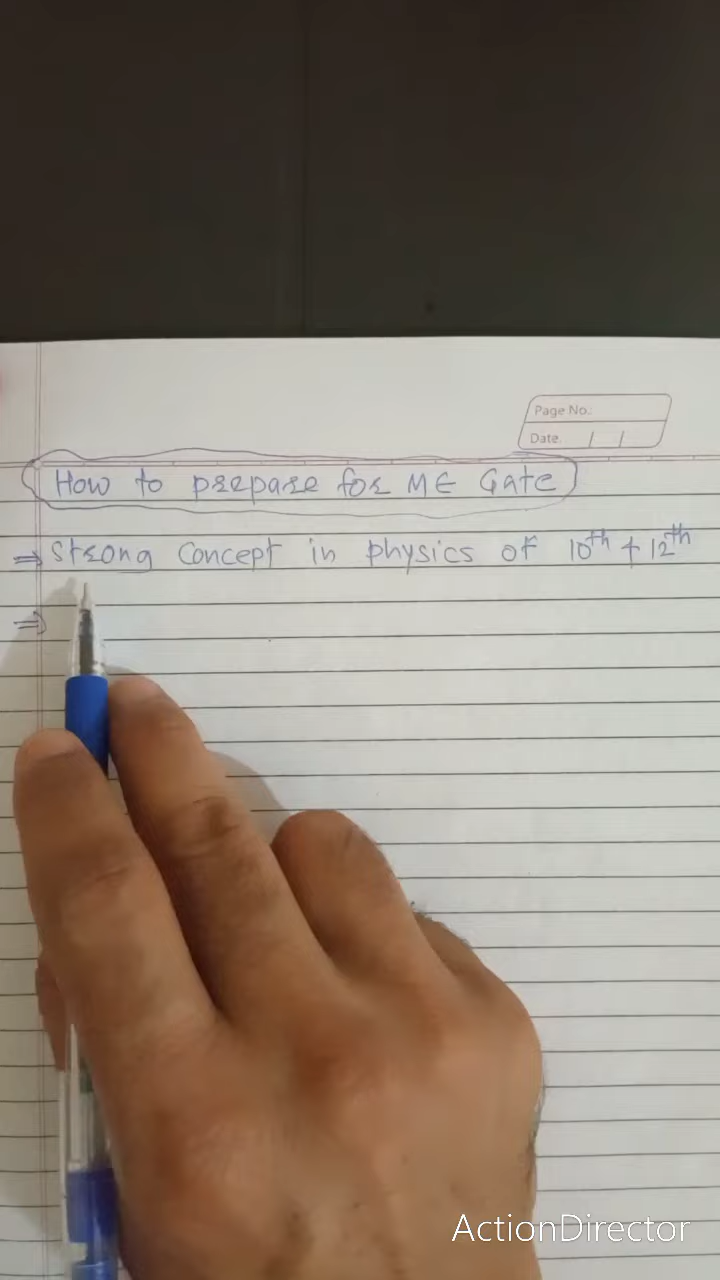 Page No.:
Date. / /
How to prepare for ME Gate
⇒ Strong Concept in physics of 10th + 12th
⇒
ActionDirector